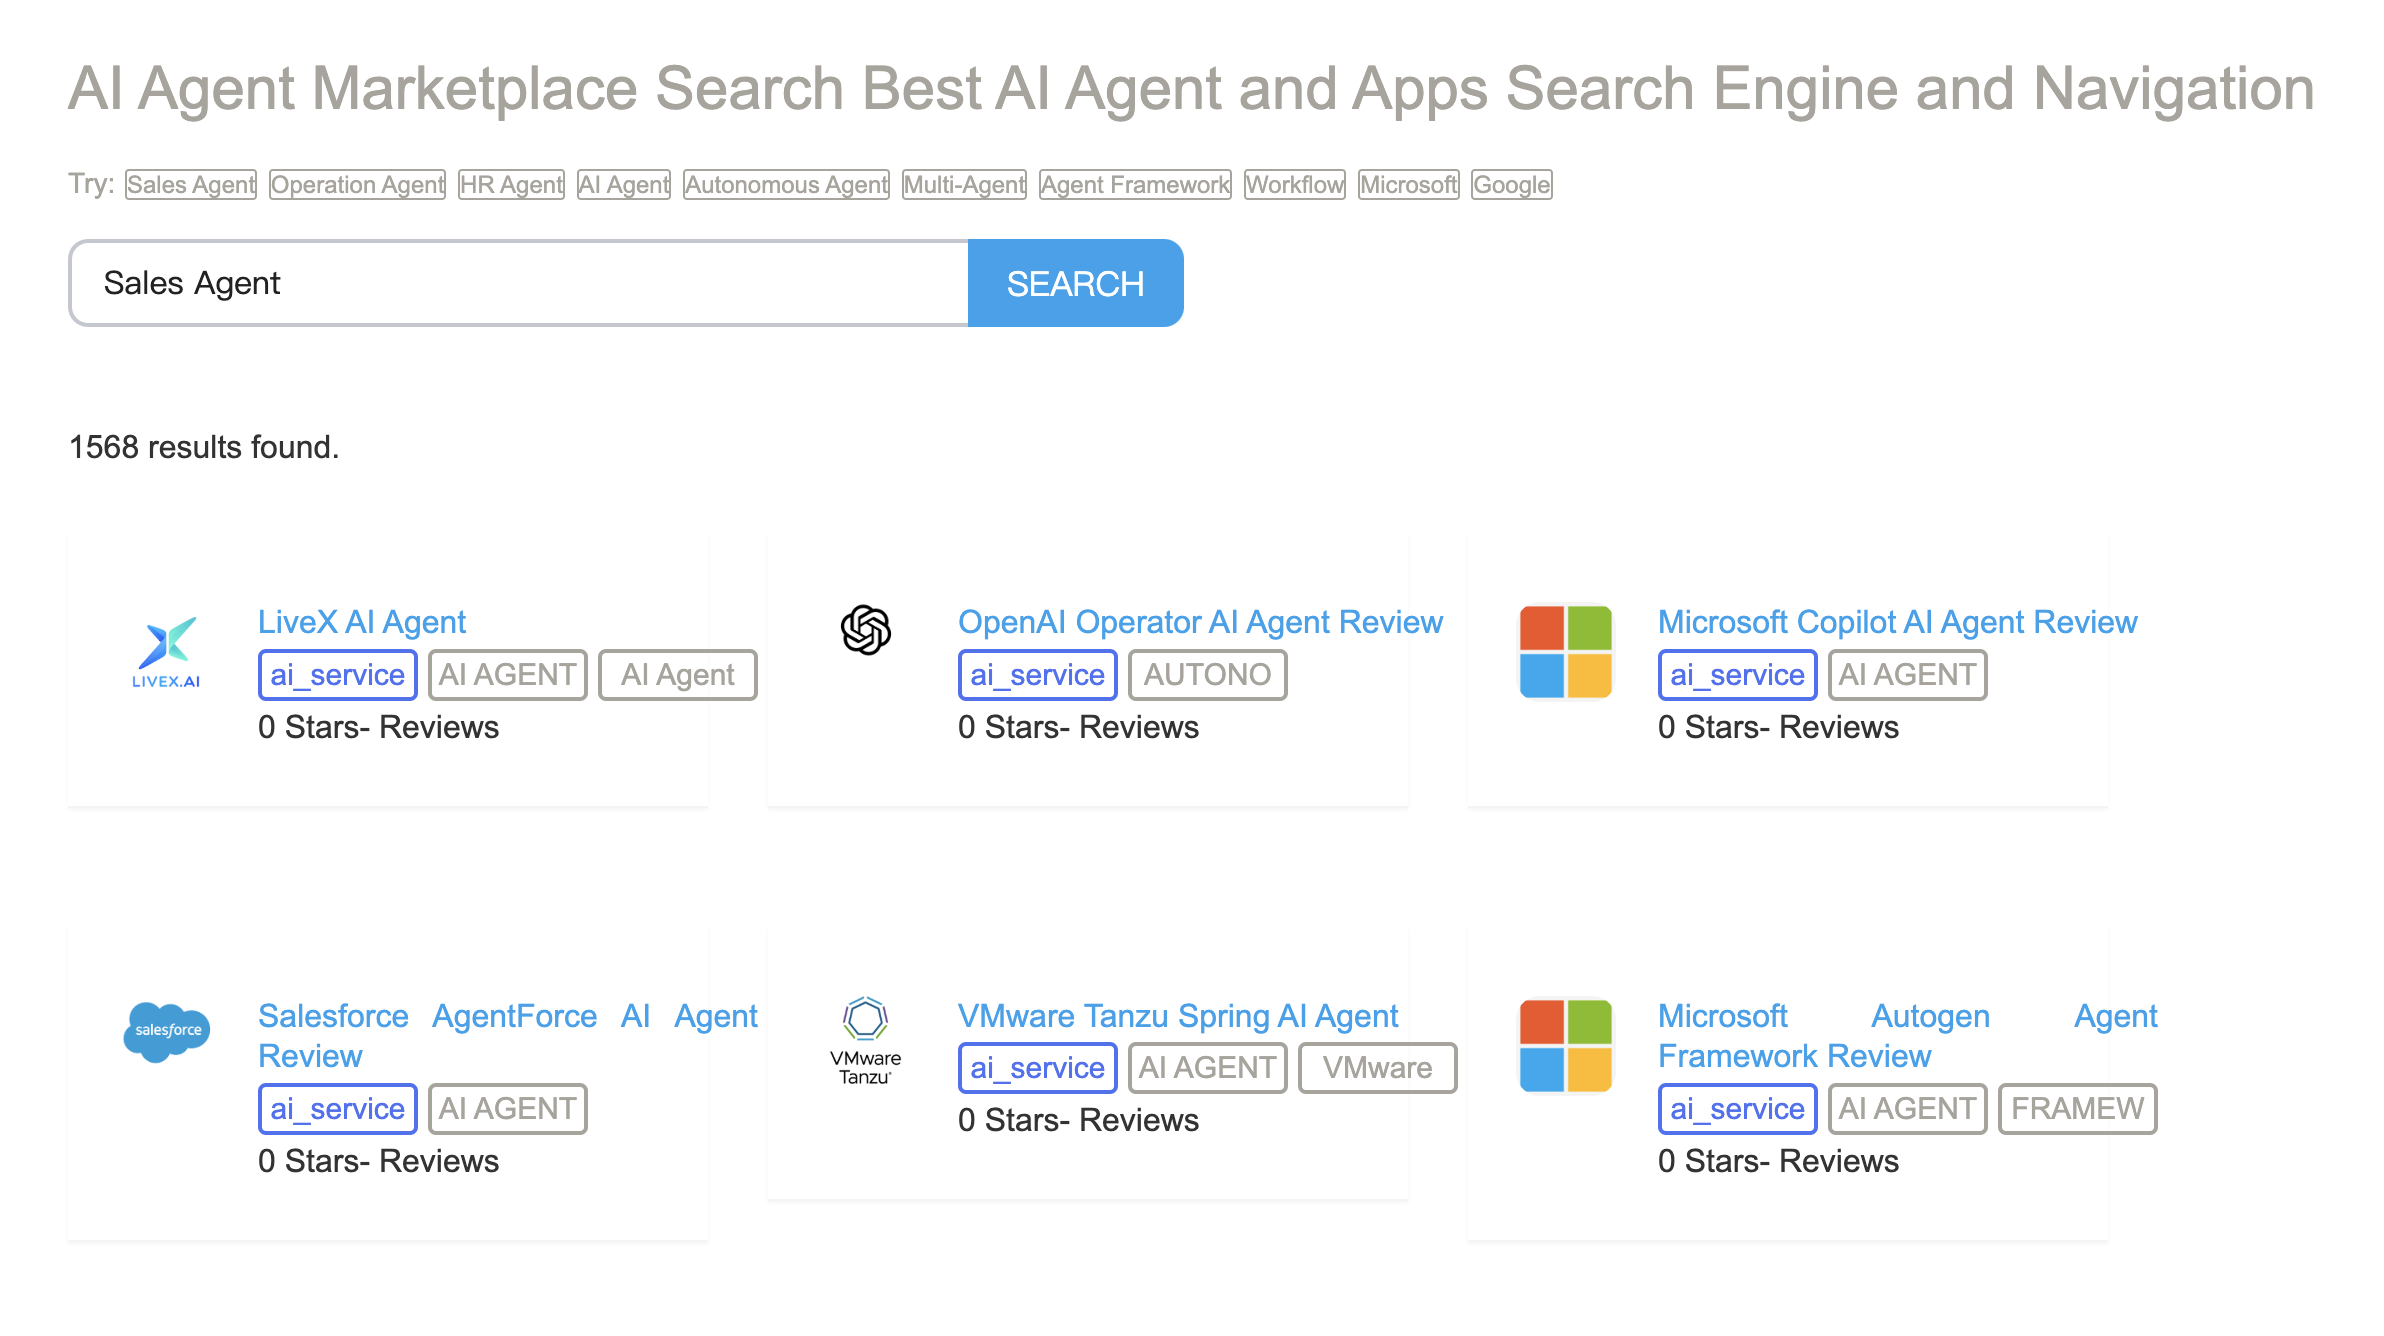 AI Agent Marketplace Search Best AI Agent and Apps Search Engine and Navigation
Try: Sales Agent Operation Agent HR Agent AI Agent Autonomous Agent Multi-Agent Agent Framework Workflow Microsoft Google
Sales Agent SEARCH
1568 results found.
LIVEX.AI
LiveX AI Agent
ai_service AI AGENT AI Agent
0 Stars- Reviews
OpenAI Operator AI Agent Review
ai_service AUTONO
0 Stars- Reviews
Microsoft Copilot AI Agent Review
ai_service AI AGENT
0 Stars- Reviews
salesforce
Salesforce AgentForce AI Agent
Review
ai_service AI AGENT
0 Stars- Reviews
VMware
Tanzu
VMware Tanzu Spring AI Agent
ai_service AI AGENT VMware
0 Stars- Reviews
Microsoft Autogen Agent
Framework Review
ai_service AI AGENT FRAMEW
0 Stars- Reviews